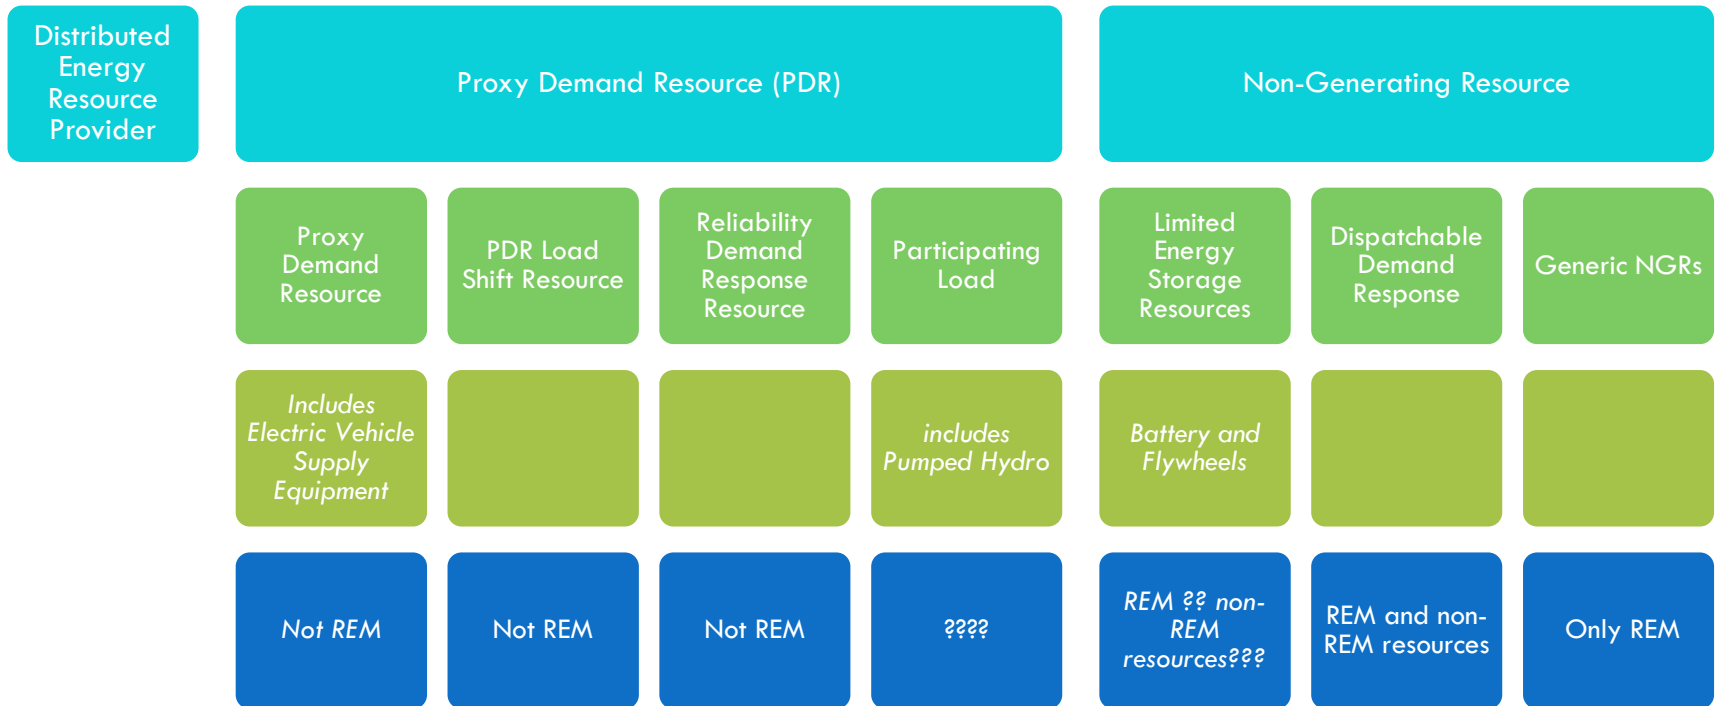 Distributed
Energy
Resource
Provider
Proxy Demand Resource (PDR)
Non-Generating Resource
Proxy
Demand
Resource
PDR Load
Shift Resource
Reliability
Demand
Response
Resource
Participating
Load
Limited
Energy
Storage
Resources
Dispatchable
Demand
Response
Generic NGRs
Includes
Electric Vehicle
Supply
Equipment
includes
Pumped Hydro
Battery and
Flywheels
Not REM
Not REM
Not REM
????
REM ?? non-
REM
resources???
REM and non-
REM resources
Only REM